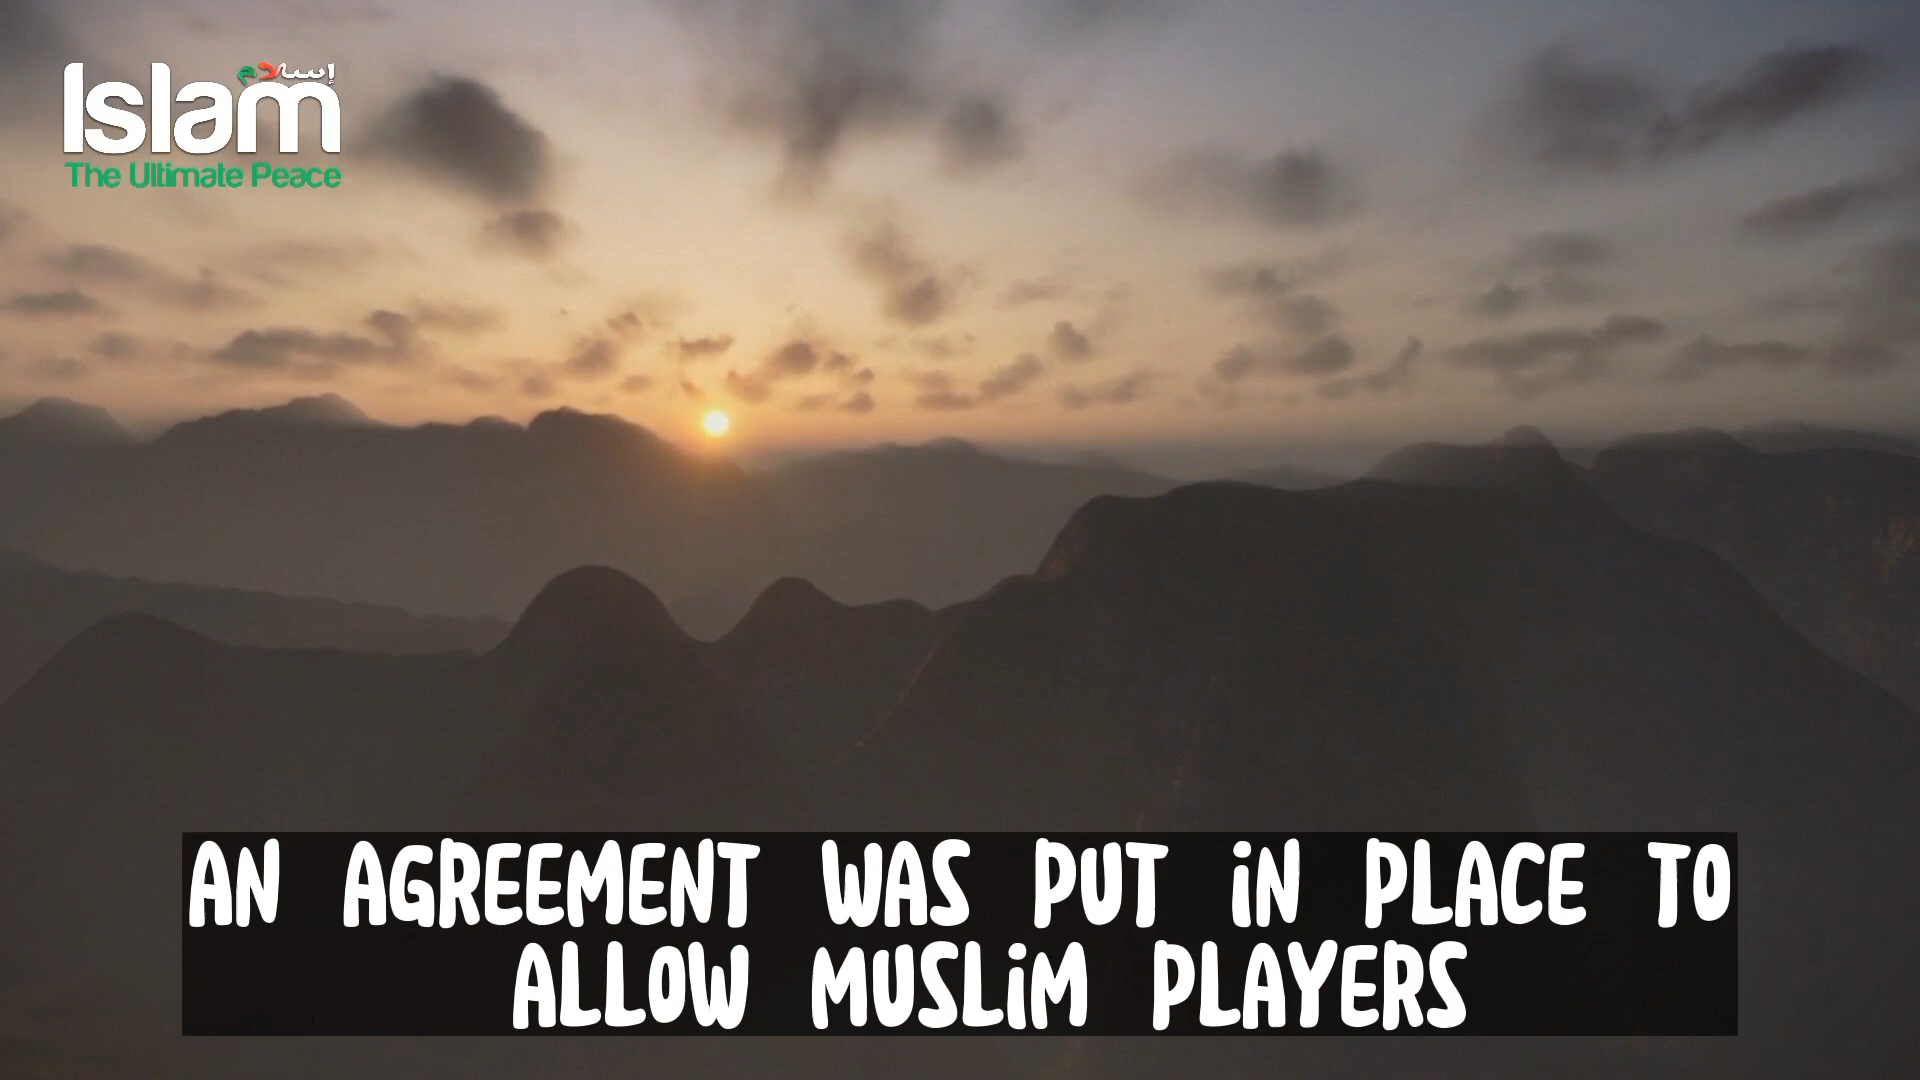 إسلام
Islam
The Ultimate Peace
AN AGREEMENT WAS PUT iN PLACE TO
ALLOW MUSLiM PLAYERS